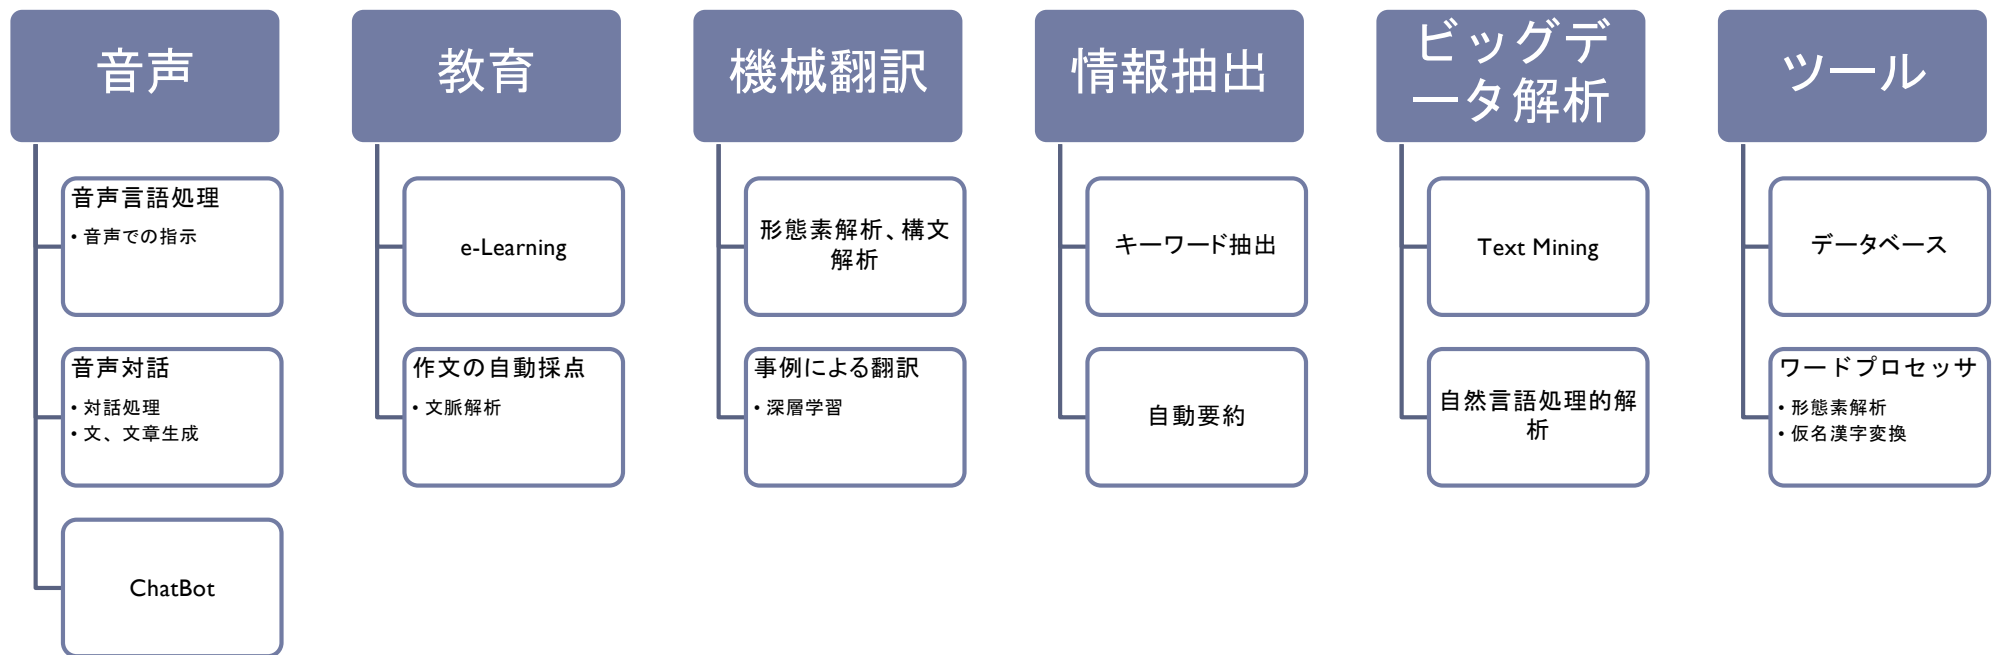 音声
音声言語処理
• 音声での指示
音声対話
• 対話処理
• 文、文章生成
ChatBot
教育
e-Learning
作文の自動採点
• 文脈解析
機械翻訳
形態素解析、構文
解析
事例による翻訳
• 深層学習
情報抽出
キーワード抽出
自動要約
ビッグデ
ータ解析
Text Mining
自然言語処理的解
析
ツール
データベース
ワードプロセッサ
• 形態素解析
• 仮名漢字変換